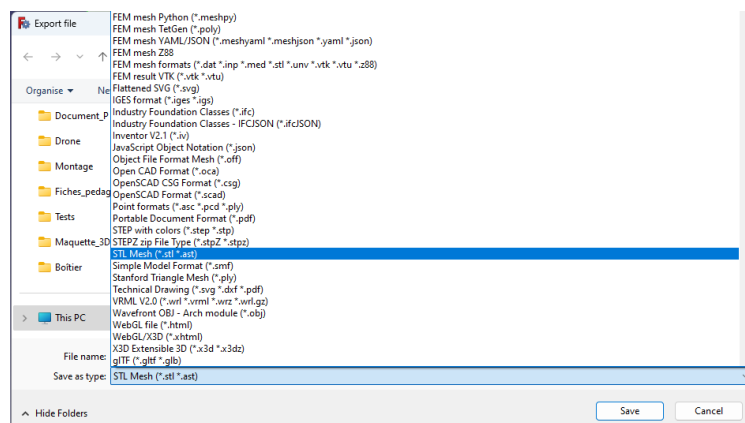 Export file
FEM mesh Python (*.meshpy)
FEM mesh TetGen (*.poly)
FEM mesh YAML/JSON (*.meshyaml *.meshjson *.yaml *.json)
FEM mesh Z88
FEM mesh formats (*.dat *.inp *.med *.stl *.unv *.vtk *.vtu *.z88)
FEM result VTK (*.vtk *.vtu)
Flattened SVG (*.svg)
IGES format (*.iges *.igs)
Industry Foundation Classes (*.ifc)
Industry Foundation Classes - IFCJSON (*.ifcJSON)
Inventor V2.1 (*.iv)
JavaScript Object Notation (*.json)
Object File Format Mesh (*.off)
Open CAD Format (*.oca)
OpenSCAD CSG Format (*.csg)
OpenSCAD Format (*.scad)
Point formats (*.asc *.pcd *.ply)
Portable Document Format (*.pdf)
STEP with colors (*.step *.stp)
STEPZ zip File Type (*.stpZ *.stpz)
STL Mesh (*.stl *.ast)
Simple Model Format (*.smf)
Stanford Triangle Mesh (*.ply)
Technical Drawing (*.svg *.dxf *.pdf)
VRML V2.0 (*.wrl *.vrml *.wrz *.wrl.gz)
Wavefront OBJ - Arch module (*.obj)
WebGL file (*.html)
WebGL/X3D (*.xhtml)
X3D Extensible 3D (*.x3d *.x3dz)
glTF (*.gltf *.glb)
Organise
Ne
Document_P
Drone
Montage
Fiches_pedag
Tests
Maquette_3D
Boîtier
This PC
File name:
Save as type: STL Mesh (*.stl *.ast)
Hide Folders
Save
Cancel